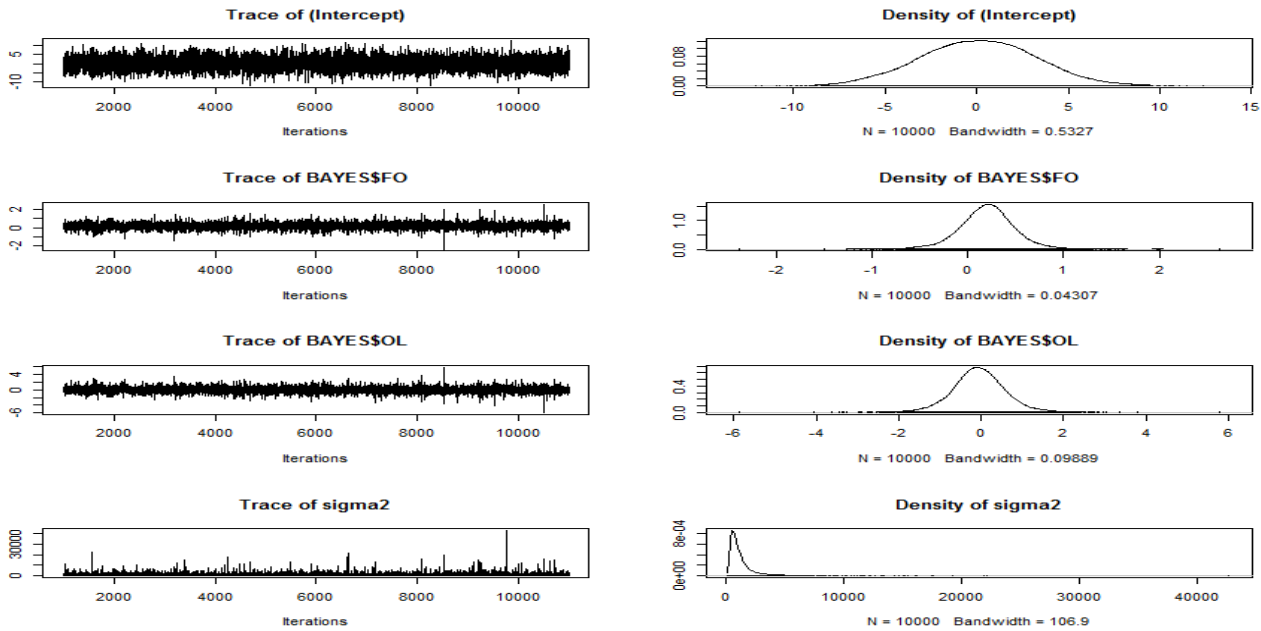 Trace of (Intercept)
Density of (Intercept)
5
-10
2000 4000 6000 8000 10000
Iterations
0.08
0.00
-10 -5 0 5 10 15
N = 10000 Bandwidth = 0.5327
Trace of BAYES$FO
Density of BAYES$FO
2
0
-2
2000 4000 6000 8000 10000
Iterations
1.0
0.0
-2 -1 0 1 2
N = 10000 Bandwidth = 0.04307
Trace of BAYES$OL
Density of BAYES$OL
4
0
-6
2000 4000 6000 8000 10000
Iterations
0.4
0.0
-6 -4 -2 0 2 4 6
N = 10000 Bandwidth = 0.09889
Trace of sigma2
Density of sigma2
30000
0
2000 4000 6000 8000 10000
Iterations
8e-04
0e+00
0 10000 20000 30000 40000
N = 10000 Bandwidth = 106.9